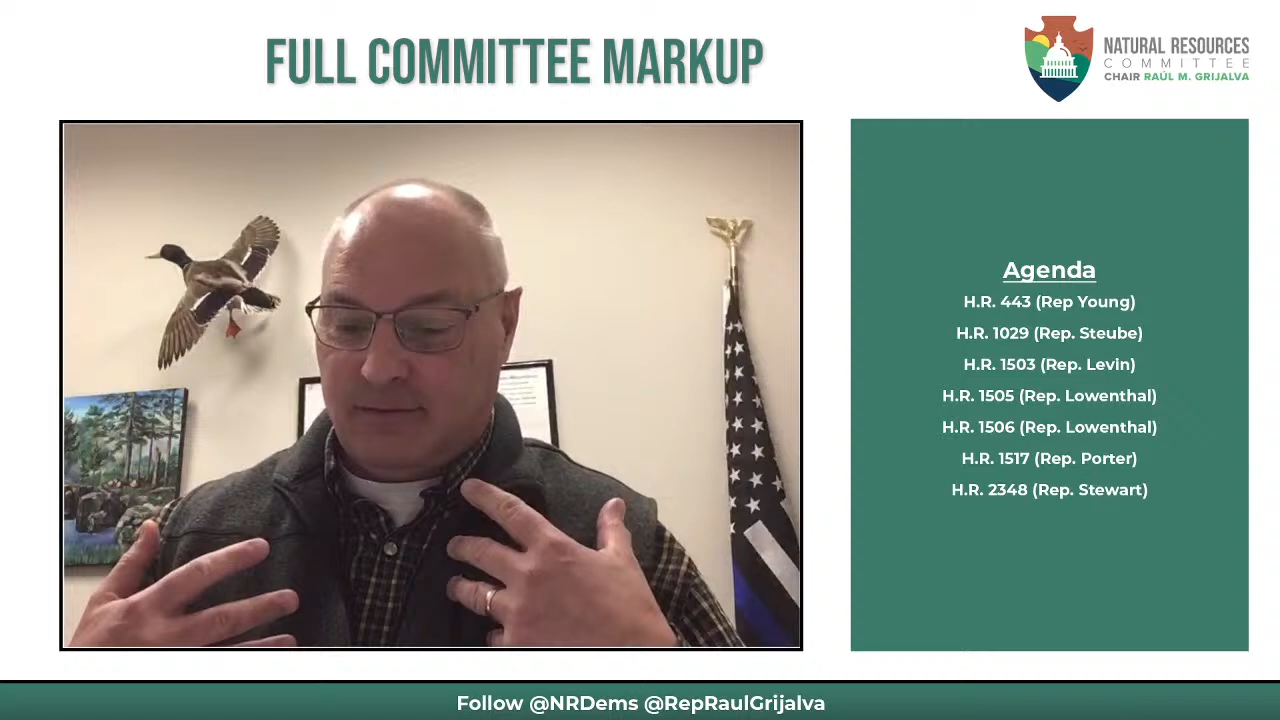 FULL COMMITTEE MARKUP
NATURAL RESOURCES
COMMITTEE
CHAIR RAÚL M. GRIJALVA
Agenda
H.R. 443 (Rep Young)
H.R. 1029 (Rep. Steube)
H.R. 1503 (Rep. Levin)
H.R. 1505 (Rep. Lowenthal)
H.R. 1506 (Rep. Lowenthal)
H.R. 1517 (Rep. Porter)
H.R. 2348 (Rep. Stewart)
Follow @NRDems @RepRaulGrijalva